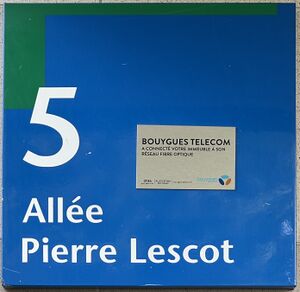 5
BOUYGUES TELECOM
A CONNECTÉ VOTRE IMMEUBLE À SON
RÉSEAU FIBRE OPTIQUE
Allée
Pierre Lescot